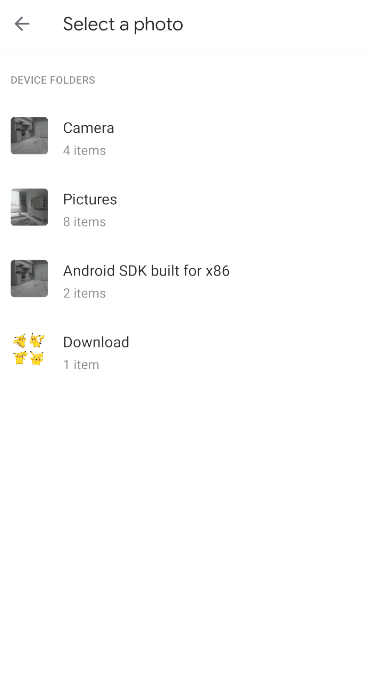 Select a photo
DEVICE FOLDERS
Camera
4 items
Pictures
8 items
Android SDK built for x86
2 items
Download
1 item